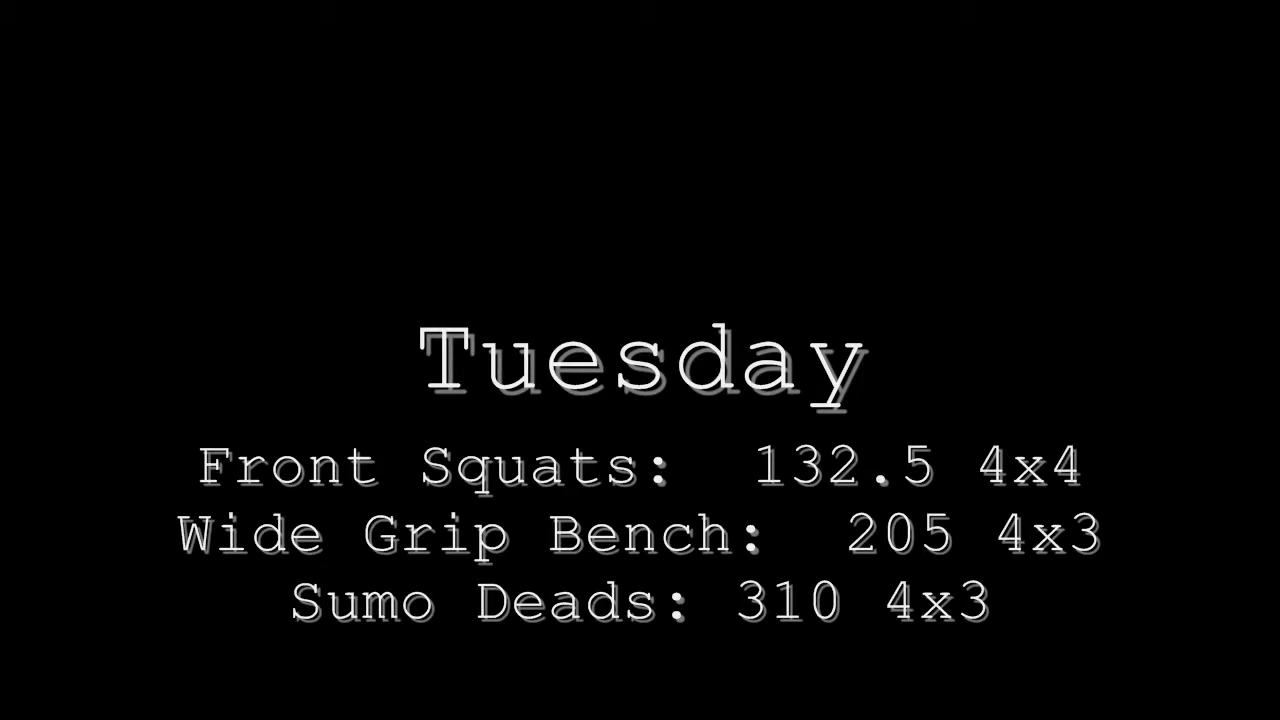 Tuesday
Front Squats:  132.5 4x4
Wide Grip Bench:  205 4x3
Sumo Deads: 310 4x3